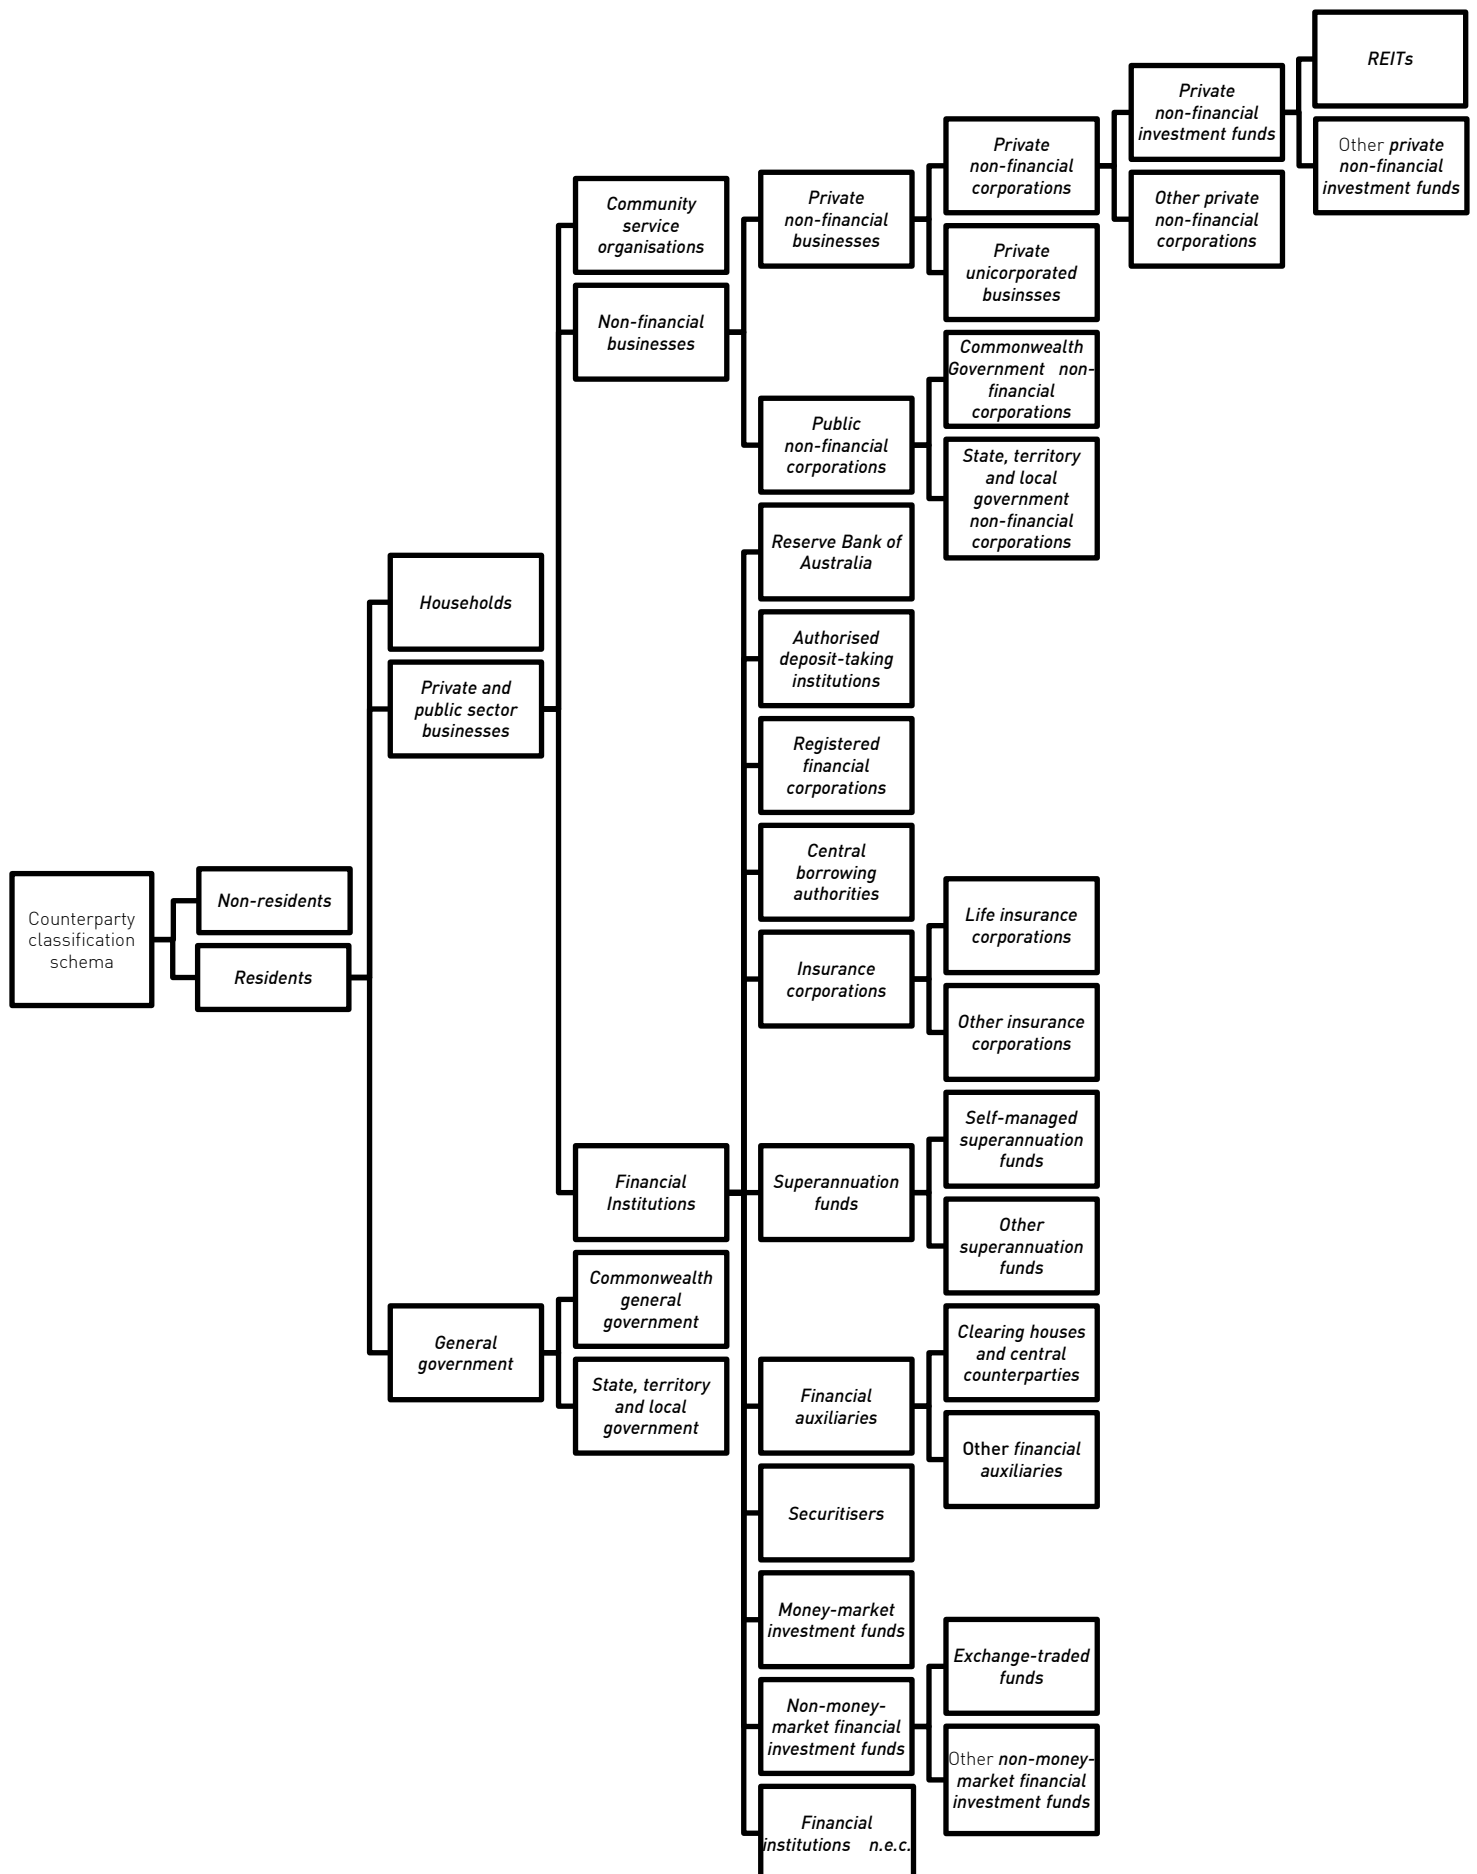 Counterparty
classification
schema
Non-residents
Residents
Households
Private and
public sector
businesses
General
government
Community
service
organisations
Non-financial
businesses
Financial
Institutions
Commonwealth
general
government
State, territory
and local
government
Private
non-financial
businesses
Public
non-financial
corporations
Reserve Bank of
Australia
Authorised
deposit-taking
institutions
Registered
financial
corporations
Central
borrowing
authorities
Insurance
corporations
Superannuation
funds
Financial
auxiliaries
Securitisers
Money-market
investment funds
Non-money-
market financial
investment funds
Financial
institutions n.e.c.
Private
non-financial
corporations
Private
unicorporated
businsses
Commonwealth
Government non-
financial
corporations
State, territory
and local
government
non-financial
corporations
Life insurance
corporations
Other insurance
corporations
Self-managed
superannuation
funds
Other
superannuation
funds
Clearing houses
and central
counterparties
Other financial
auxiliaries
Exchange-traded
funds
Other non-money-
market financial
investment funds
Private
non-financial
investment funds
Other private
non-financial
corporations
REITs
Other private
non-financial
investment funds